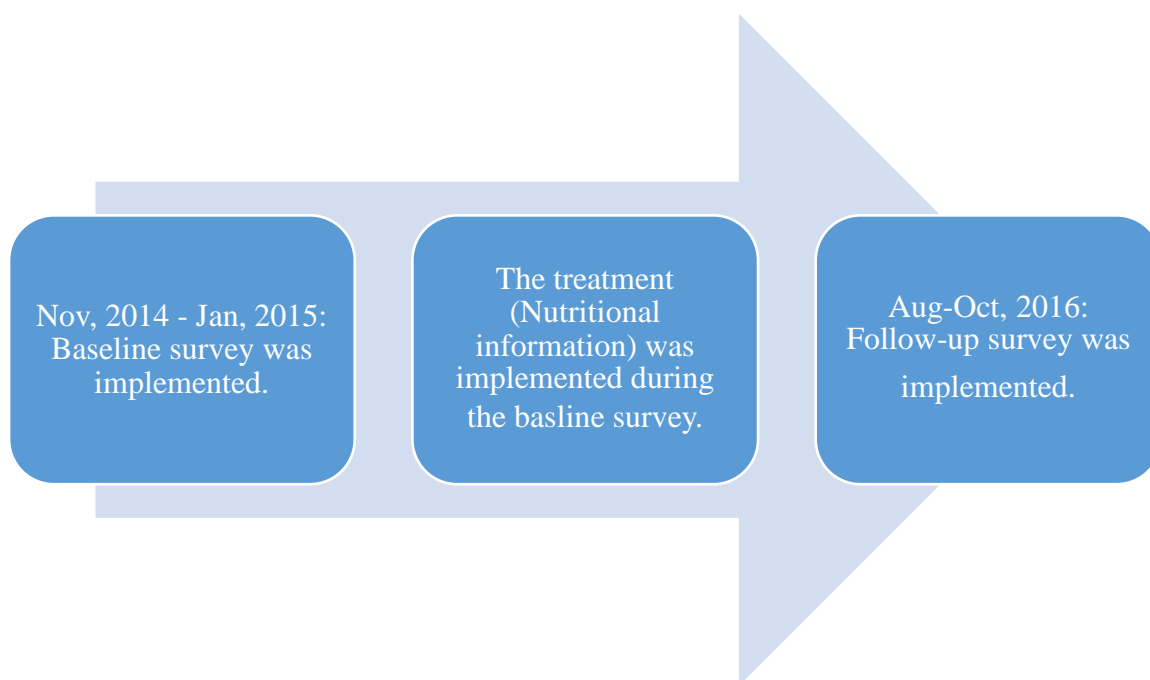 Nov, 2014 - Jan, 2015:
Baseline survey was
implemented.
The treatment
(Nutritional
information) was
implemented during
the basline survey.
Aug-Oct, 2016:
Follow-up survey was
implemented.